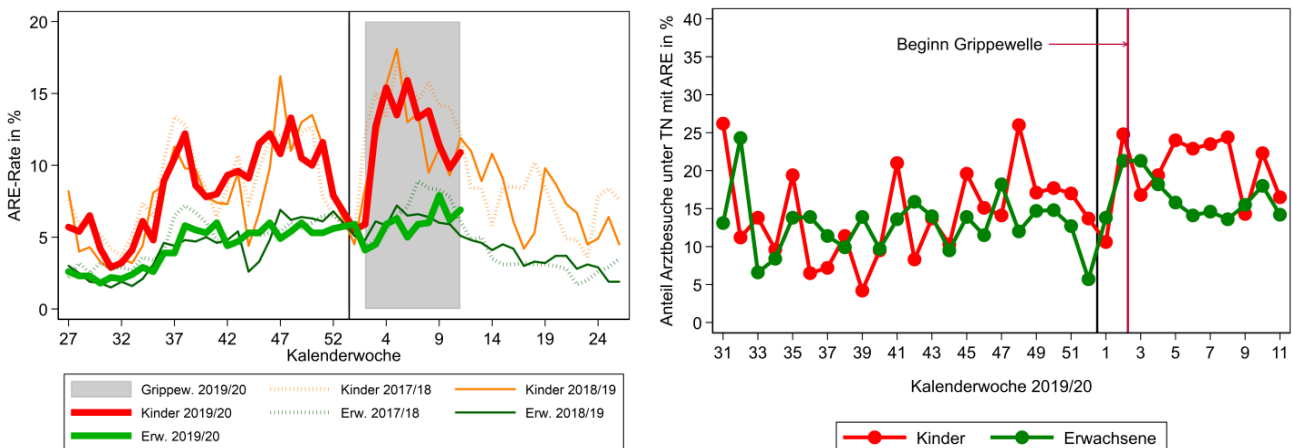 20
15
10
5
0
ARE-Rate in %
27 32 37 42 47 52 4 9 14 19 24
Kalenderwoche
Grippew. 2019/20 Kinder 2017/18 Kinder 2018/19
Kinder 2019/20 Erw. 2017/18 Erw. 2018/19
Erw. 2019/20
40
35
30
25
20
15
10
5
0
Anteil Arztbesuche unter TN mit ARE in %
Beginn Grippewelle
31 33 35 37 39 41 43 45 47 49 51 1 3 5 7 9 11
Kalenderwoche 2019/20
Kinder Erwachsene